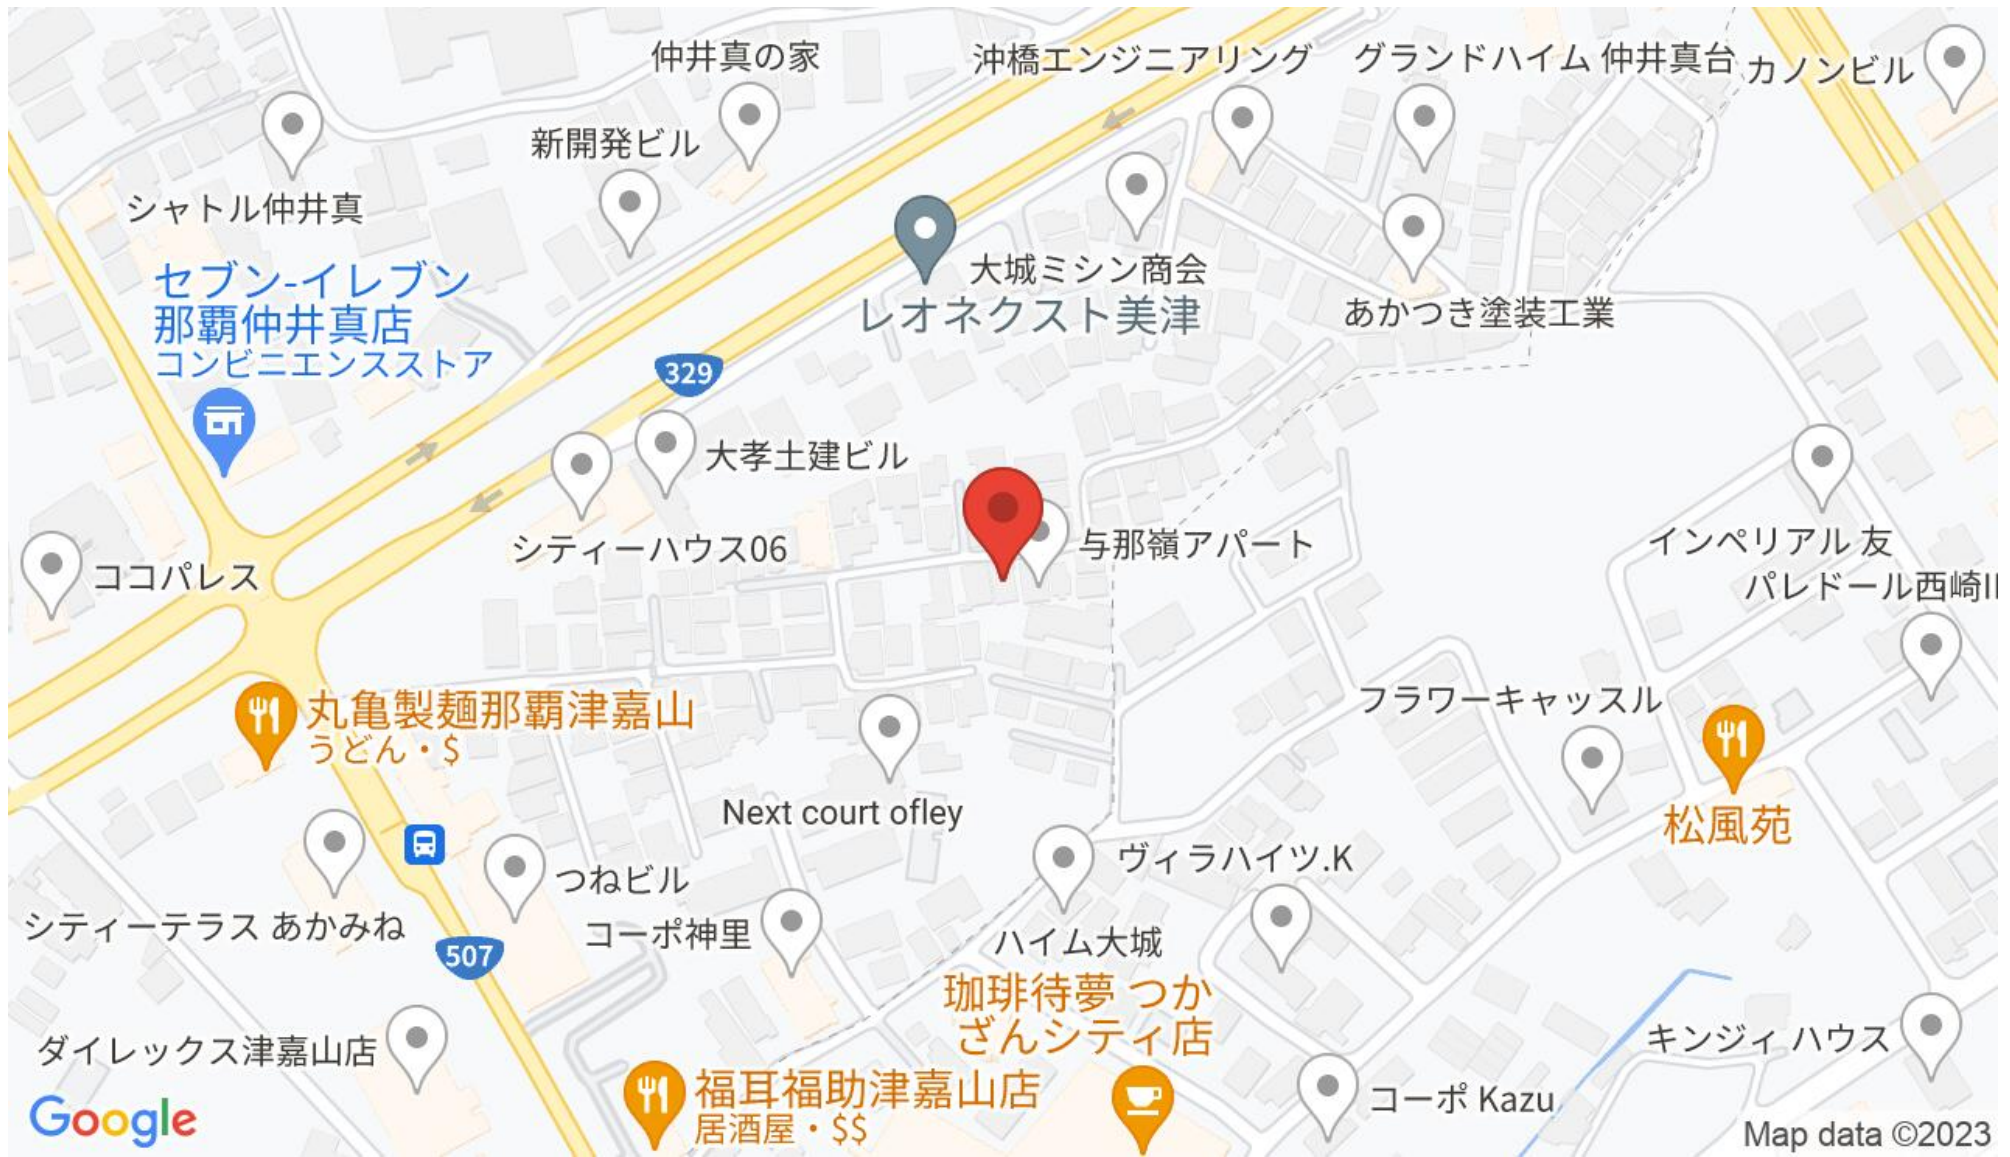 仲井真の家
沖橋エンジニアリング
グランドハイム 仲井真台
カノンビル
新開発ビル
シャトル仲井真
セブン-イレブン
那覇仲井真店
コンビニエンスストア
大城ミシン商会
レオネクスト美津
あかつき塗装工業
329
大孝土建ビル
シティーハウス06
与那嶺アパート
インペリアル 友
パレドール西崎II
ココパレス
丸亀製麺那覇津嘉山
うどん・$
フラワーキャッスル
Next court ofley
松風苑
つねビル
ヴィラハイツ.K
シティーテラス あかみね
コーポ神里
ハイム大城
507
珈琲待夢 つか
ざんシティ店
ダイレックス津嘉山店
キンジィ ハウス
福耳福助津嘉山店
居酒屋・$$
コーポ Kazu
Google
Map data ©2023